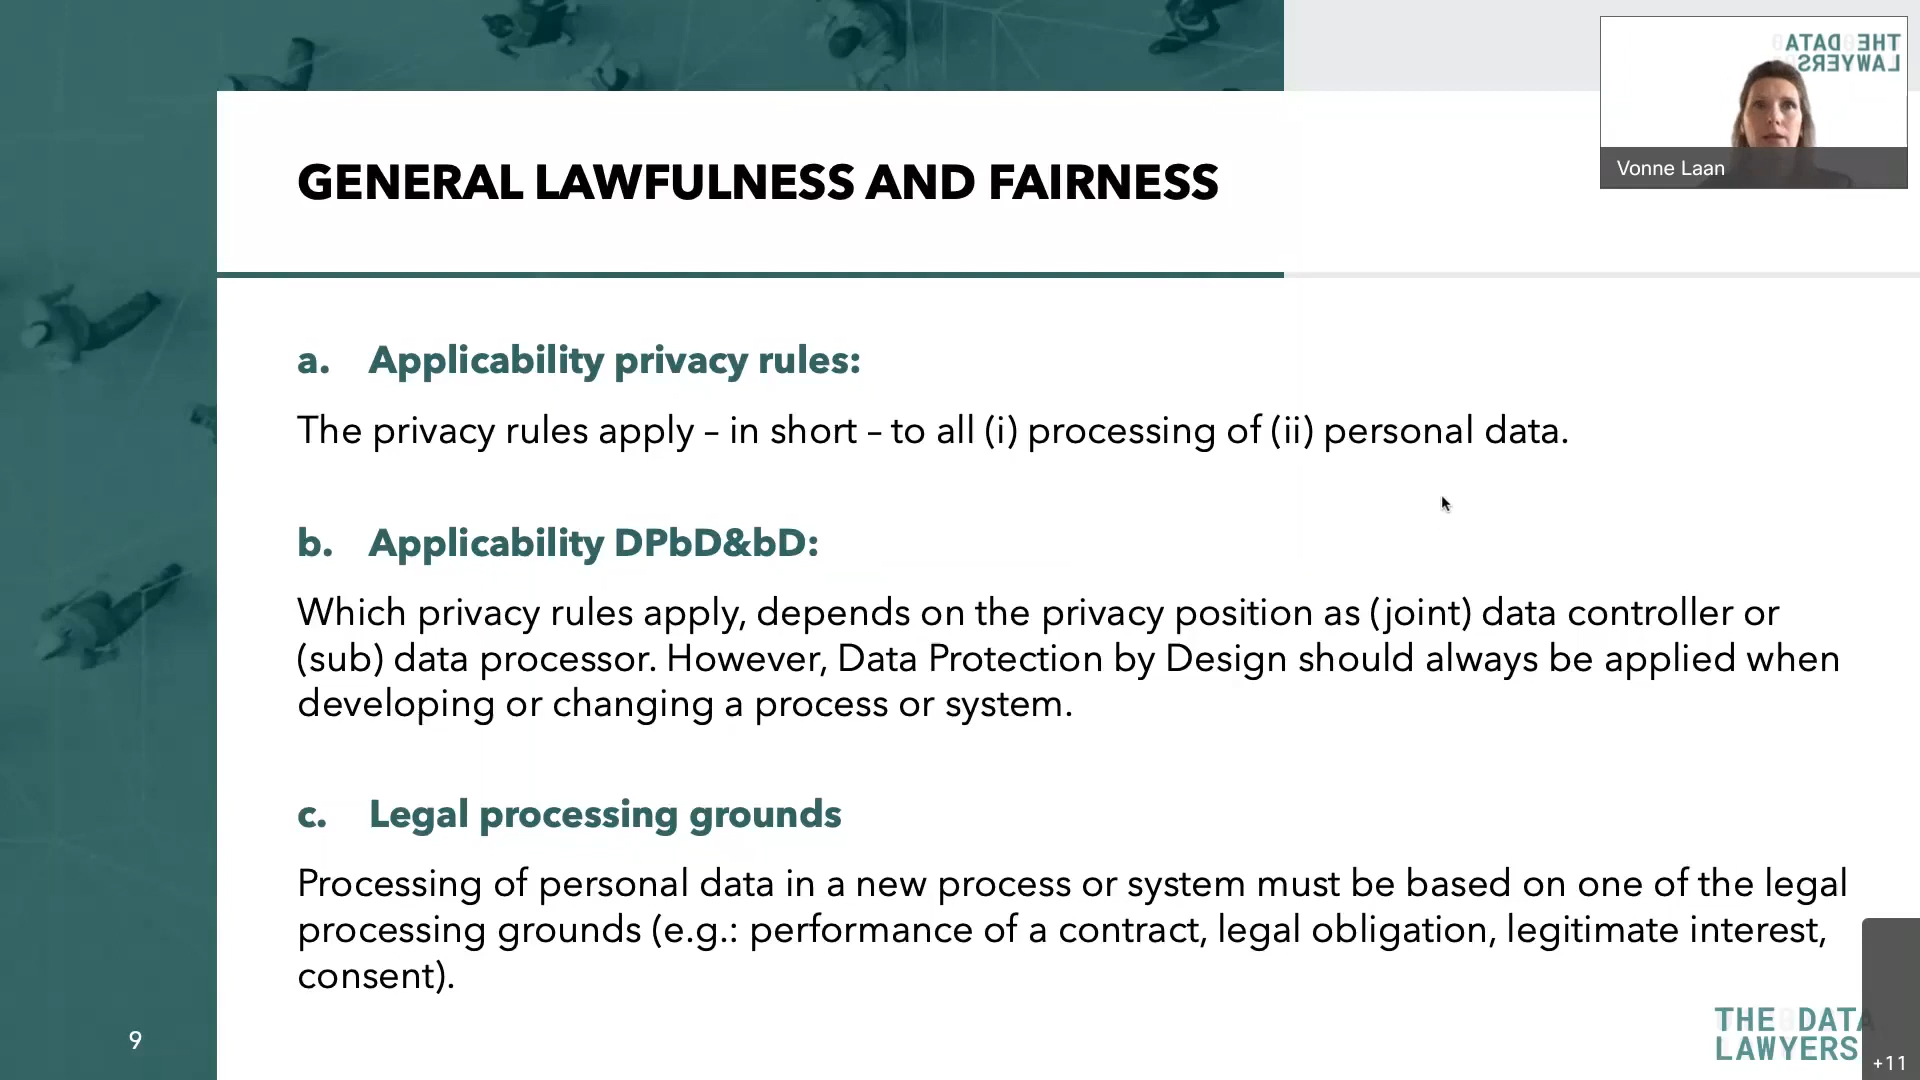 THE DATA
LAWYERS
Vonne Laan
GENERAL LAWFULNESS AND FAIRNESS
a. Applicability privacy rules:
The privacy rules apply – in short – to all (i) processing of (ii) personal data.
b. Applicability DPbD&bD:
Which privacy rules apply, depends on the privacy position as (joint) data controller or
(sub) data processor. However, Data Protection by Design should always be applied when
developing or changing a process or system.
c. Legal processing grounds
Processing of personal data in a new process or system must be based on one of the legal
processing grounds (e.g.: performance of a contract, legal obligation, legitimate interest,
consent).
9
THE DATA
LAWYERS
+11